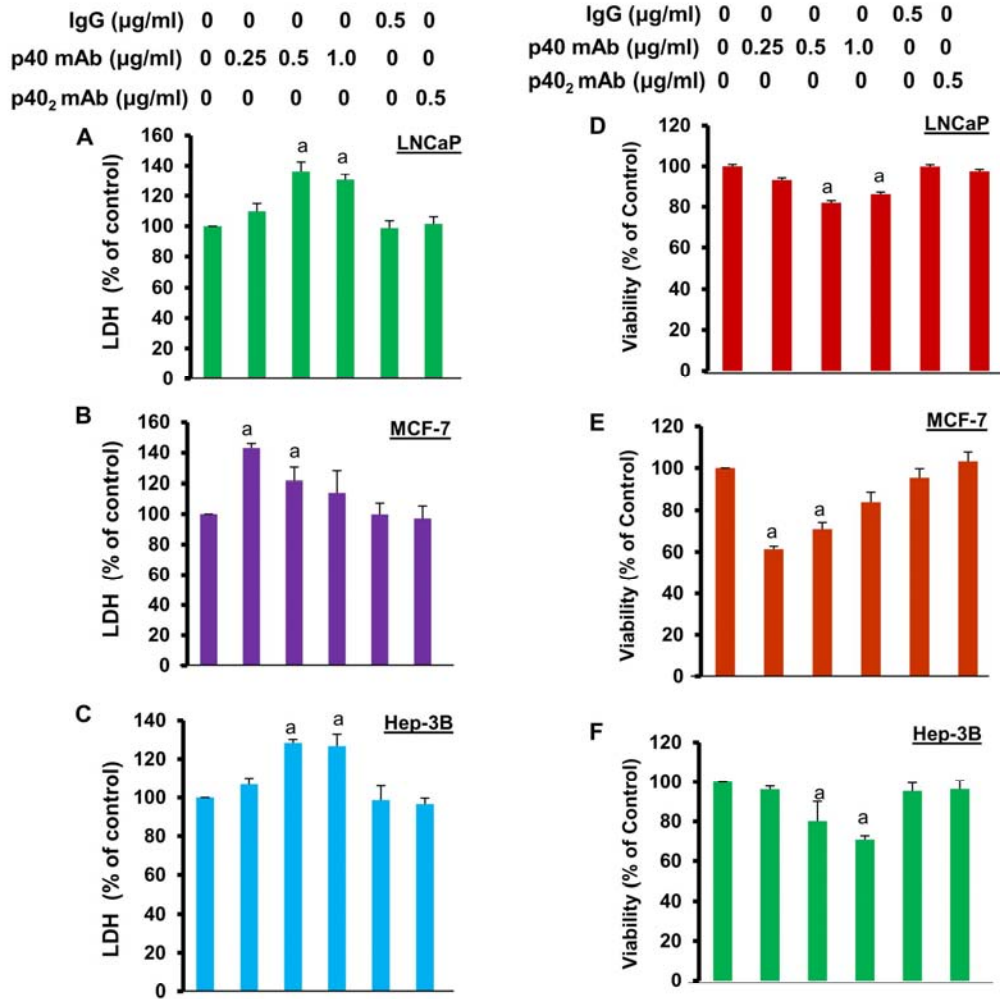 IgG (µg/ml) 0 0 0 0 0.5 0
p40 mAb (µg/ml) 0 0.25 0.5 1.0 0 0
p40₂ mAb (µg/ml) 0 0 0 0 0 0.5
A
LNCaP
LDH (% of control)
160
140
120
100
80
60
40
20
0
a a
B
MCF-7
LDH (% of control)
160
140
120
100
80
60
40
20
0
a a
C
Hep-3B
LDH (% of control)
140
120
100
80
60
40
20
0
a a
IgG (µg/ml) 0 0 0 0 0.5 0
p40 mAb (µg/ml) 0 0.25 0.5 1.0 0 0
p40₂ mAb (µg/ml) 0 0 0 0 0 0.5
D
LNCaP
Viability (% of Control)
120
100
80
60
40
20
0
a a
E
MCF-7
Viability (% of Control)
120
100
80
60
40
20
0
a a
F
Hep-3B
Viability (% of Control)
120
100
80
60
40
20
0
a a